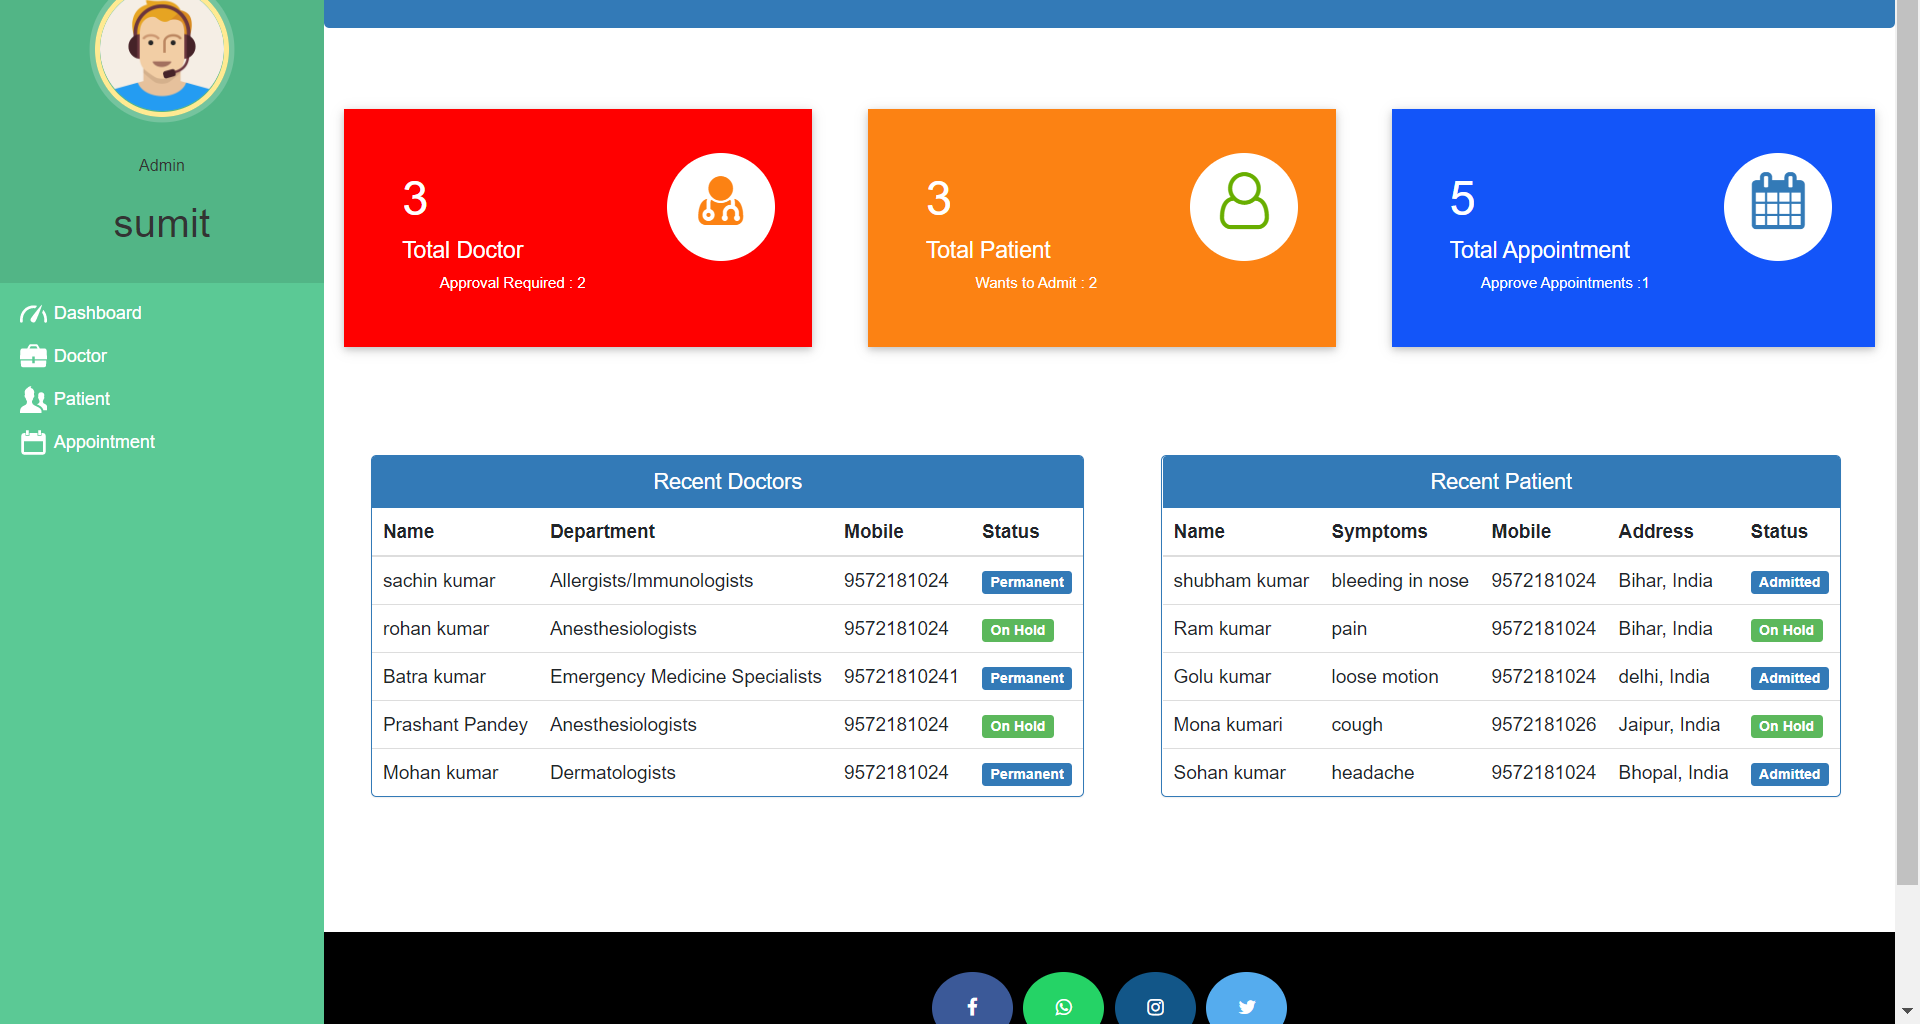 Admin
sumit
Dashboard
Doctor
Patient
Appointment
3
Total Doctor
Approval Required : 2
3
Total Patient
Wants to Admit : 2
5
Total Appointment
Approve Appointments :1
Recent Doctors
Name Department Mobile Status
sachin kumar Allergists/Immunologists 9572181024 Permanent
rohan kumar Anesthesiologists 9572181024 On Hold
Batra kumar Emergency Medicine Specialists 95721810241 Permanent
Prashant Pandey Anesthesiologists 9572181024 On Hold
Mohan kumar Dermatologists 9572181024 Permanent
Recent Patient
Name Symptoms Mobile Address Status
shubham kumar bleeding in nose 9572181024 Bihar, India Admitted
Ram kumar pain 9572181024 Bihar, India On Hold
Golu kumar loose motion 9572181024 delhi, India Admitted
Mona kumari cough 9572181026 Jaipur, India On Hold
Sohan kumar headache 9572181024 Bhopal, India Admitted